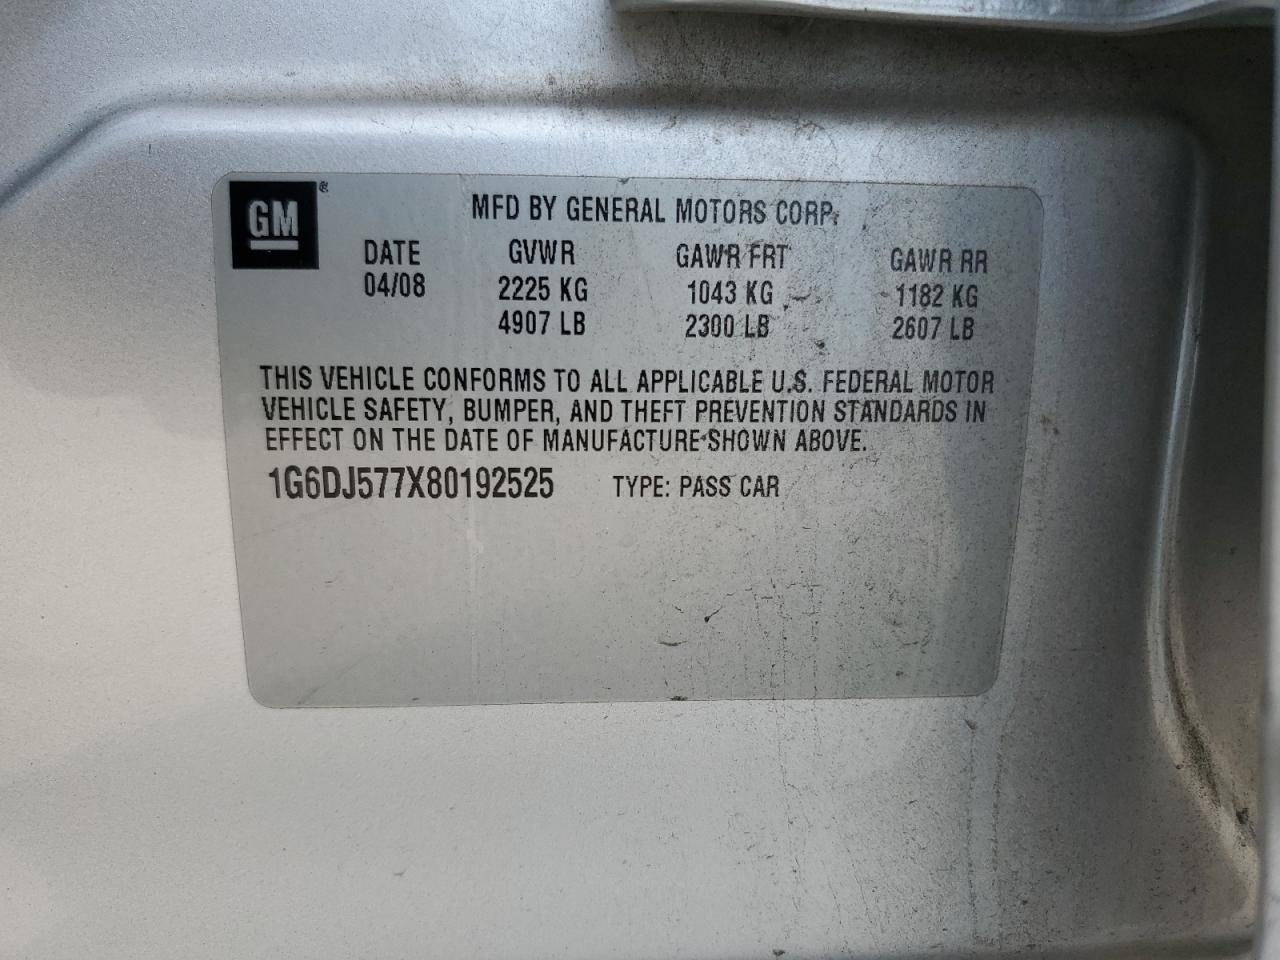 GM®
MFD BY GENERAL MOTORS CORP.
DATE GVWR GAWR FRT GAWR RR
04/08 2225 KG 1043 KG 1182 KG
4907 LB 2300 LB 2607 LB
THIS VEHICLE CONFORMS TO ALL APPLICABLE U.S. FEDERAL MOTOR
VEHICLE SAFETY, BUMPER, AND THEFT PREVENTION STANDARDS IN
EFFECT ON THE DATE OF MANUFACTURE SHOWN ABOVE.
1G6DJ577X80192525 TYPE: PASS CAR